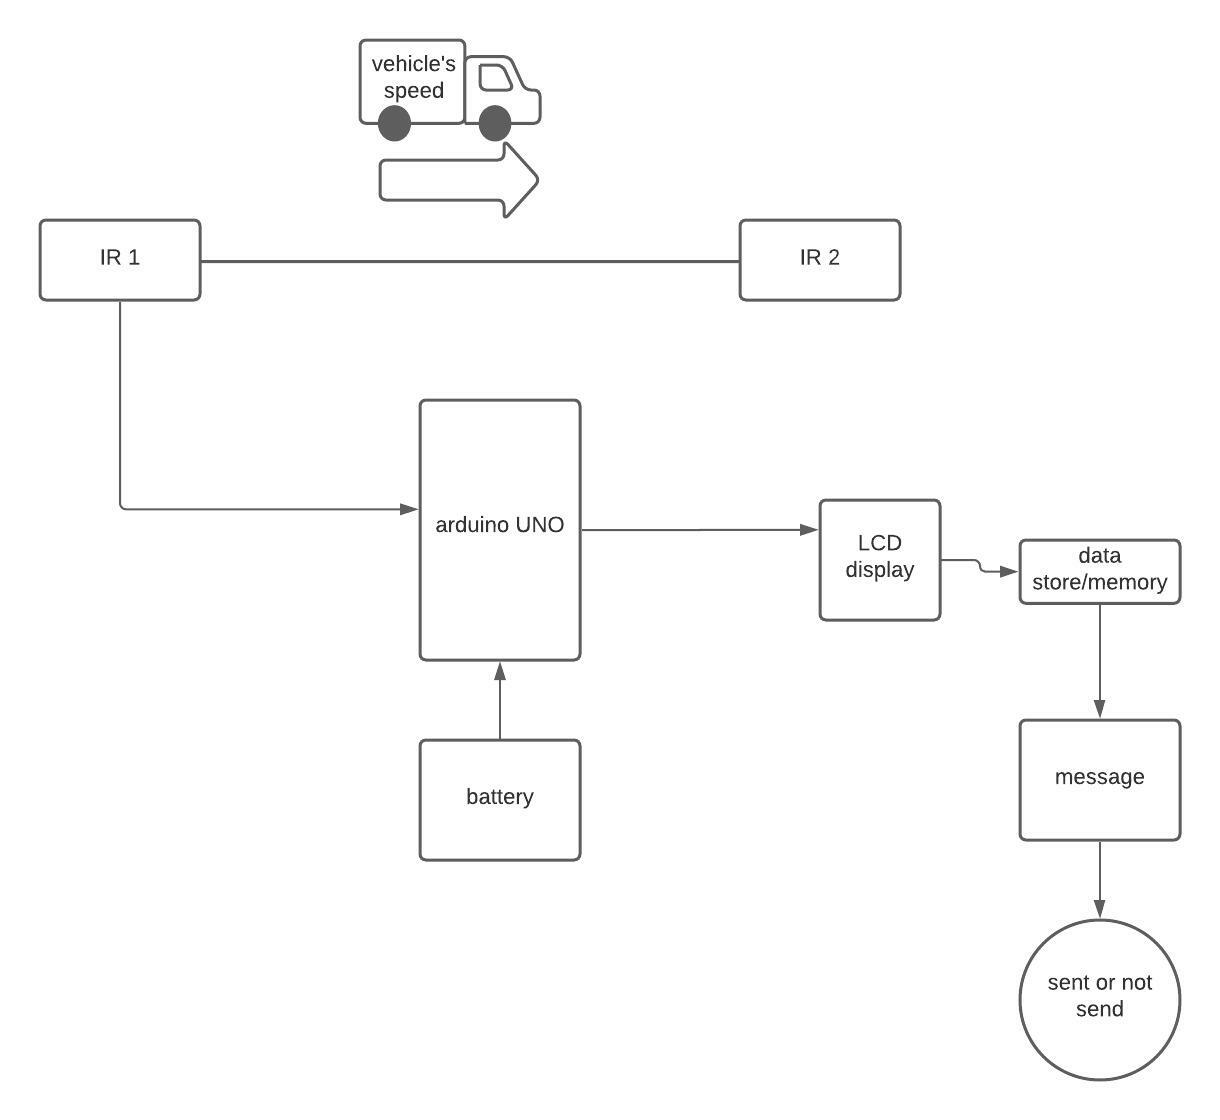 vehicle's
speed
IR 1
IR 2
arduino UNO
LCD
display
data
store/memory
battery
message
sent or not
send